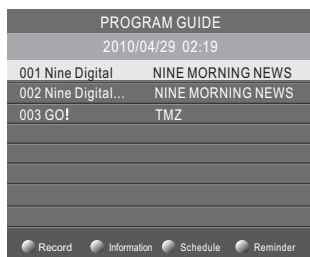 PROGRAM GUIDE
2010/04/29 02:19
001 Nine Digital NINE MORNING NEWS
002 Nine Digital... NINE MORNING NEWS
003 GO! TMZ
Record Information Schedule Reminder